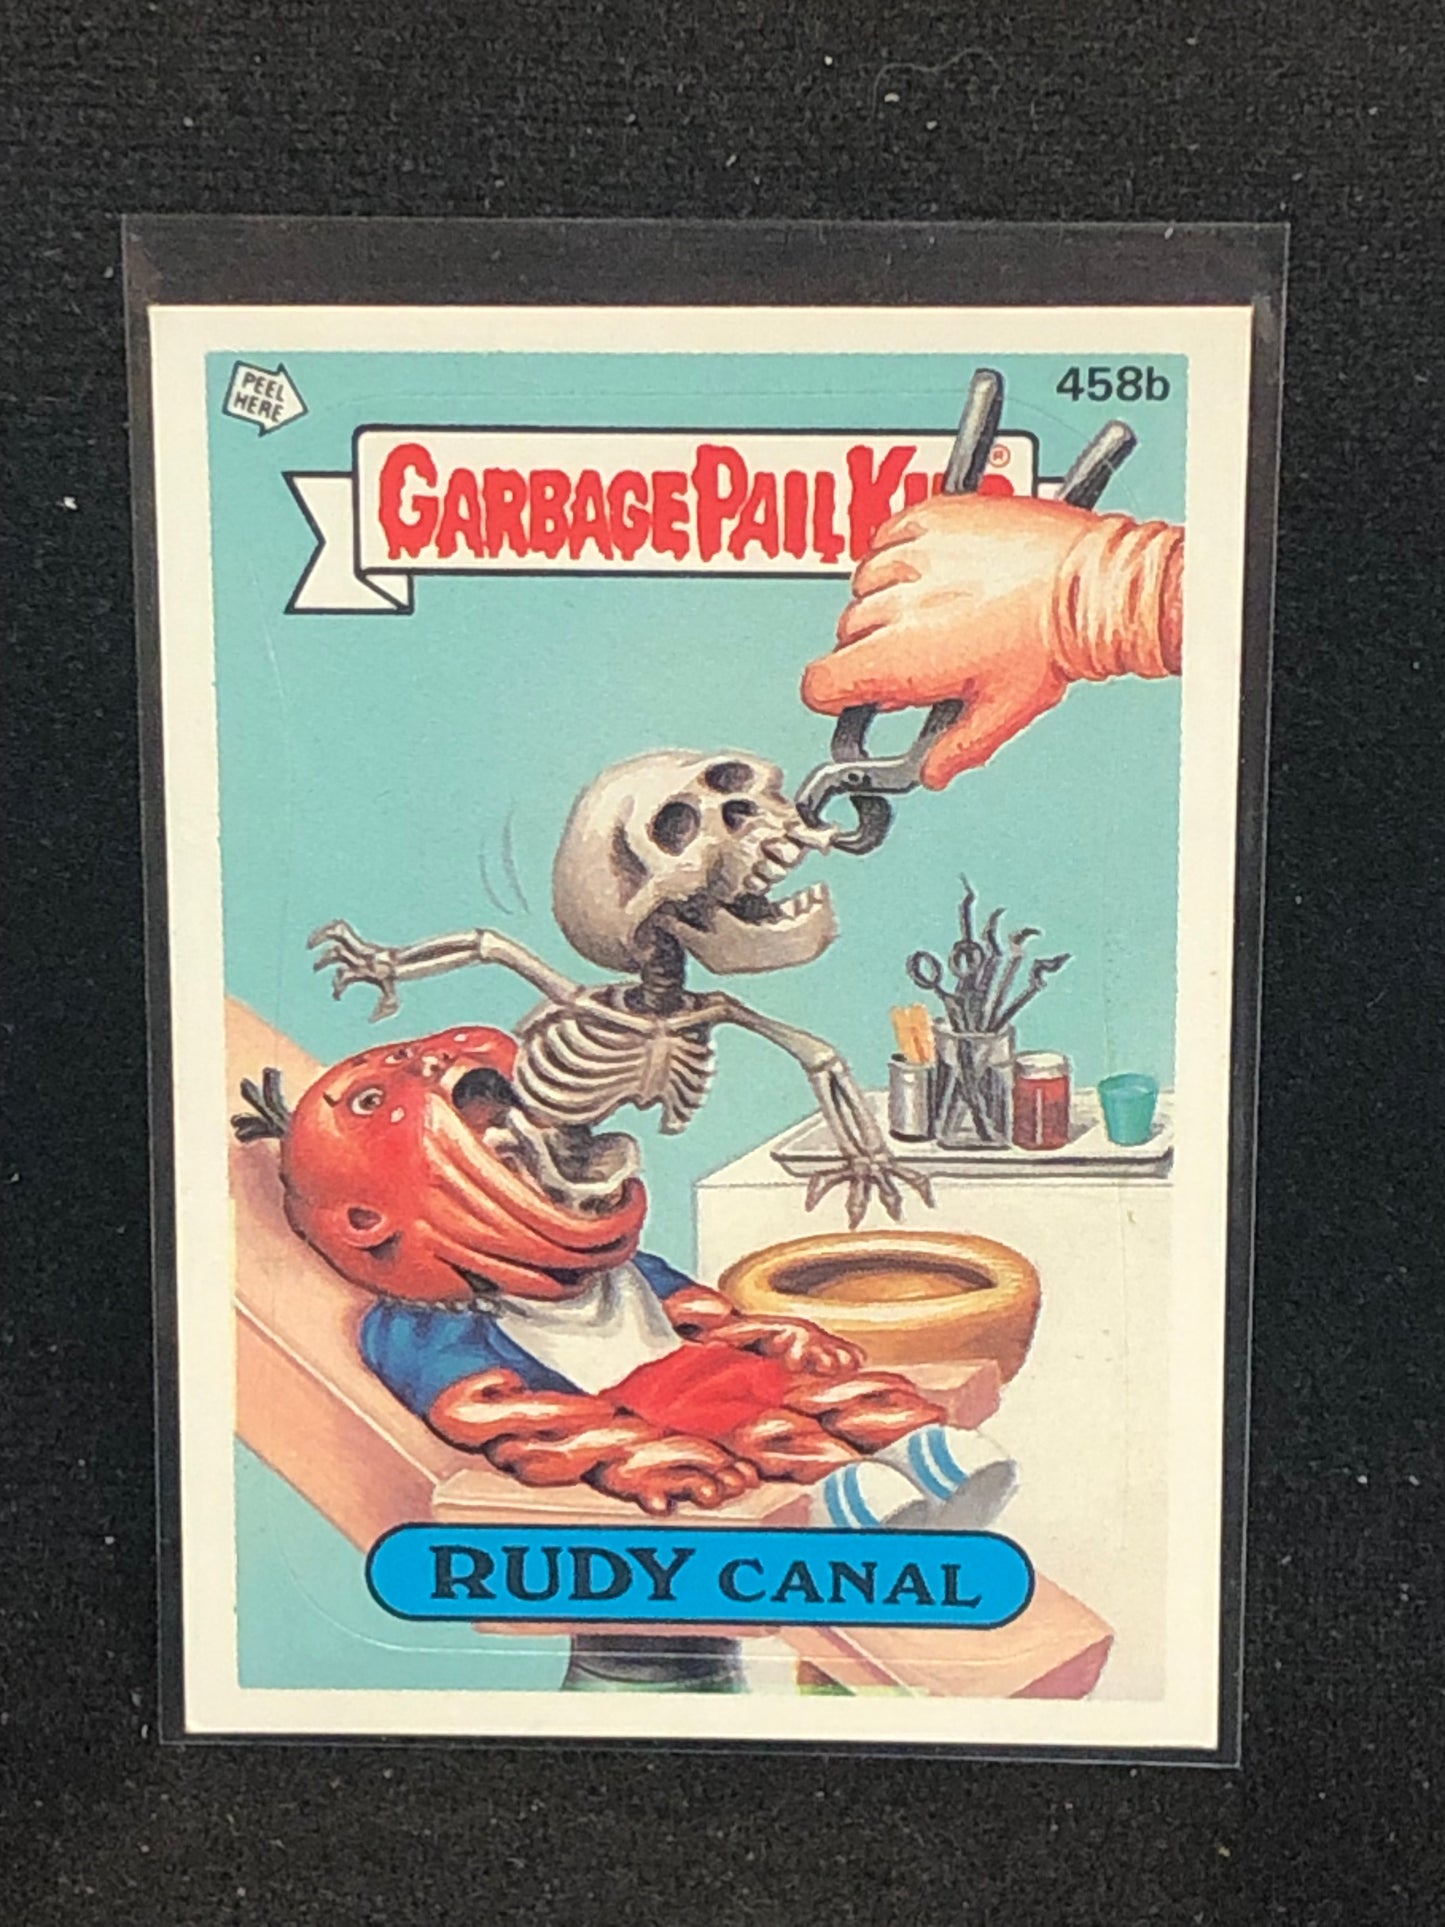 PEEL
HERE
458b
GARBAGE PAIL KIDS®
RUDY CANAL